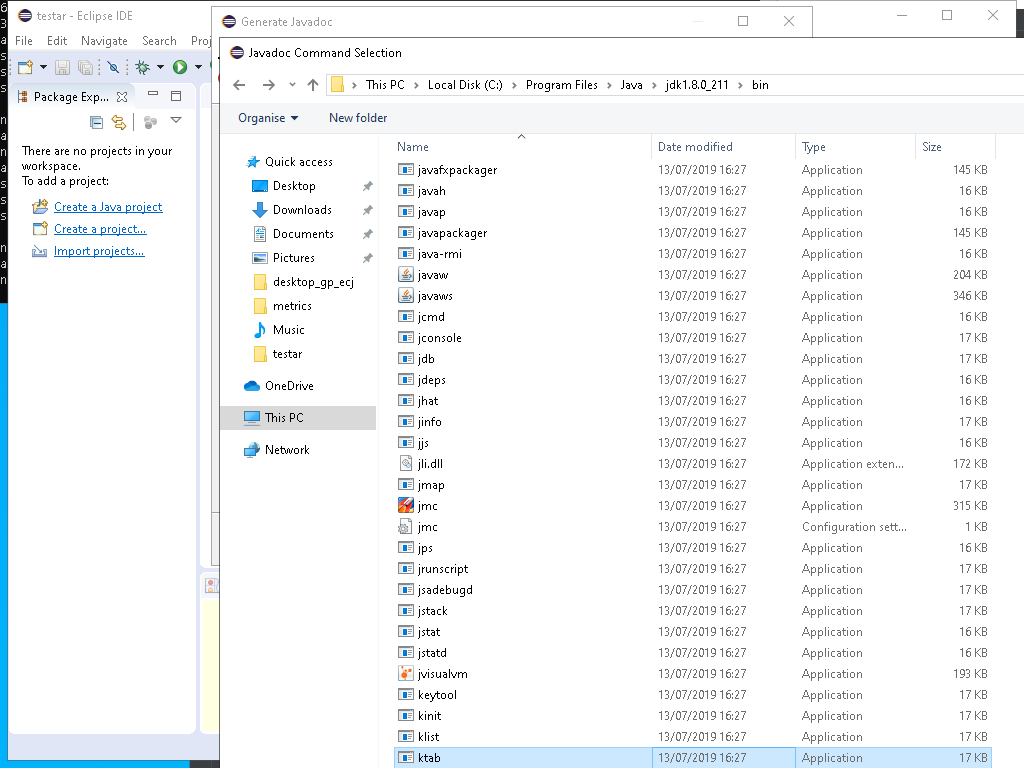 testar - Eclipse IDE
File Edit Navigate Search Proj
Package Exp...
There are no projects in your
workspace.
To add a project:
Create a Java project
Create a project...
Import projects...
Generate Javadoc
Javadoc Command Selection
This PC > Local Disk (C:) > Program Files > Java > jdk1.8.0_211 > bin
Organise New folder
Quick access
Desktop
Downloads
Documents
Pictures
desktop_gp_ecj
metrics
Music
testar
OneDrive
This PC
Network
Name Date modified Type Size
javafxpackager 13/07/2019 16:27 Application 145 KB
javah 13/07/2019 16:27 Application 16 KB
javap 13/07/2019 16:27 Application 16 KB
javapackager 13/07/2019 16:27 Application 145 KB
java-rmi 13/07/2019 16:27 Application 16 KB
javaw 13/07/2019 16:27 Application 204 KB
javaws 13/07/2019 16:27 Application 346 KB
jcmd 13/07/2019 16:27 Application 16 KB
jconsole 13/07/2019 16:27 Application 17 KB
jdb 13/07/2019 16:27 Application 16 KB
jdeps 13/07/2019 16:27 Application 16 KB
jhat 13/07/2019 16:27 Application 16 KB
jinfo 13/07/2019 16:27 Application 17 KB
jjs 13/07/2019 16:27 Application 16 KB
jli.dll 13/07/2019 16:27 Application exten... 172 KB
jmap 13/07/2019 16:27 Application 17 KB
jmc 13/07/2019 16:27 Application 315 KB
jmc 13/07/2019 16:27 Configuration sett... 1 KB
jps 13/07/2019 16:27 Application 16 KB
jrunscript 13/07/2019 16:27 Application 17 KB
jsadebugd 13/07/2019 16:27 Application 17 KB
jstack 13/07/2019 16:27 Application 17 KB
jstat 13/07/2019 16:27 Application 16 KB
jstatd 13/07/2019 16:27 Application 16 KB
jvisualvm 13/07/2019 16:27 Application 193 KB
keytool 13/07/2019 16:27 Application 17 KB
kinit 13/07/2019 16:27 Application 17 KB
klist 13/07/2019 16:27 Application 17 KB
ktab 13/07/2019 16:27 Application 17 KB